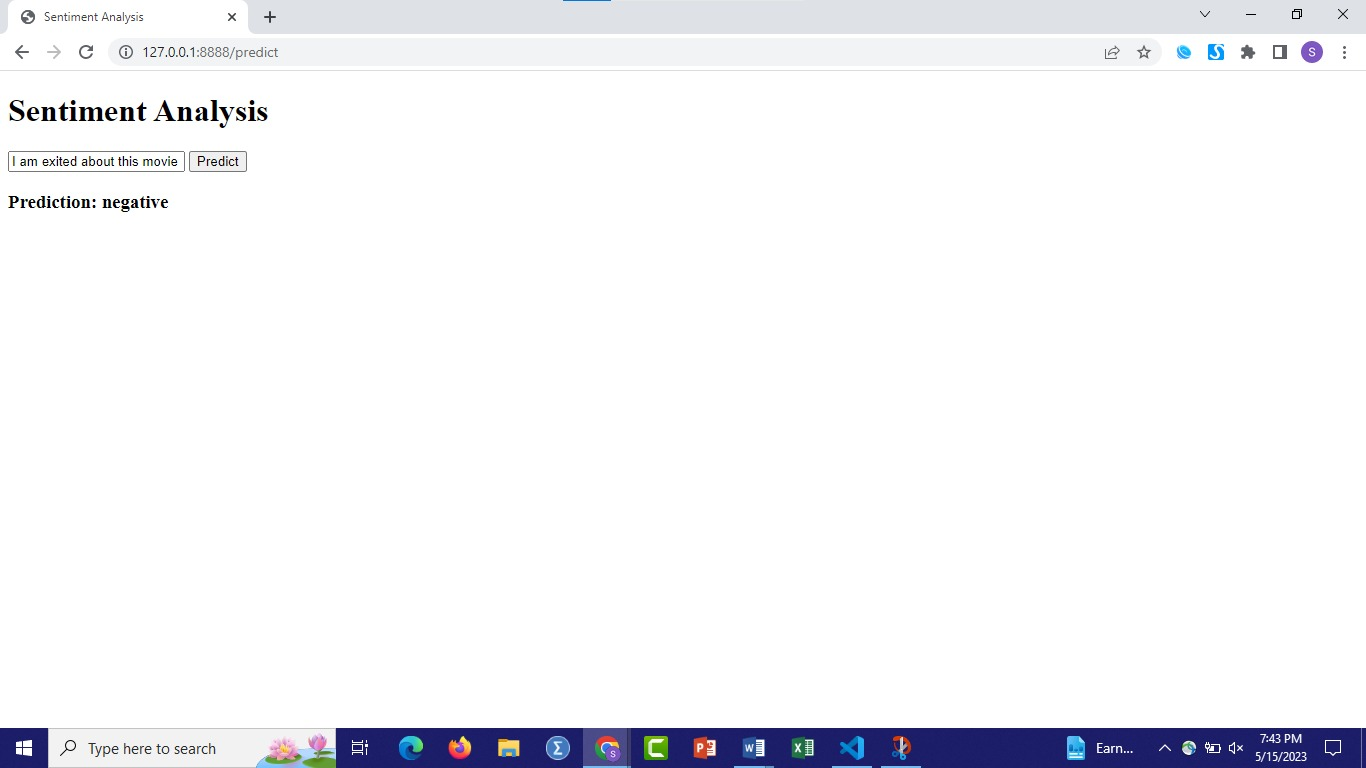 Sentiment Analysis
127.0.0.1:8888/predict
S
Sentiment Analysis
I am exited about this movie Predict
Prediction: negative
Type here to search
Earn...
7:43 PM
5/15/2023